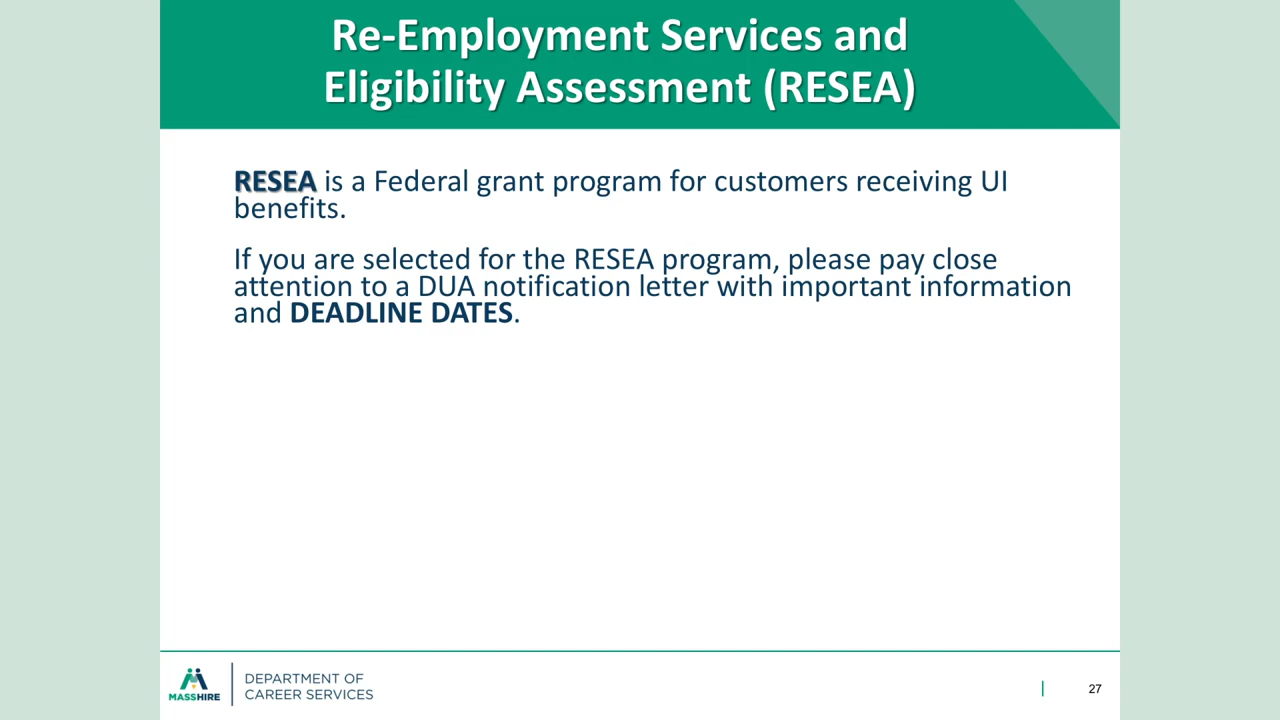 Re-Employment Services and
Eligibility Assessment (RESEA)
RESEA is a Federal grant program for customers receiving UI
benefits.
If you are selected for the RESEA program, please pay close
attention to a DUA notification letter with important information
and DEADLINE DATES.
MASSHIRE
DEPARTMENT OF
CAREER SERVICES
27